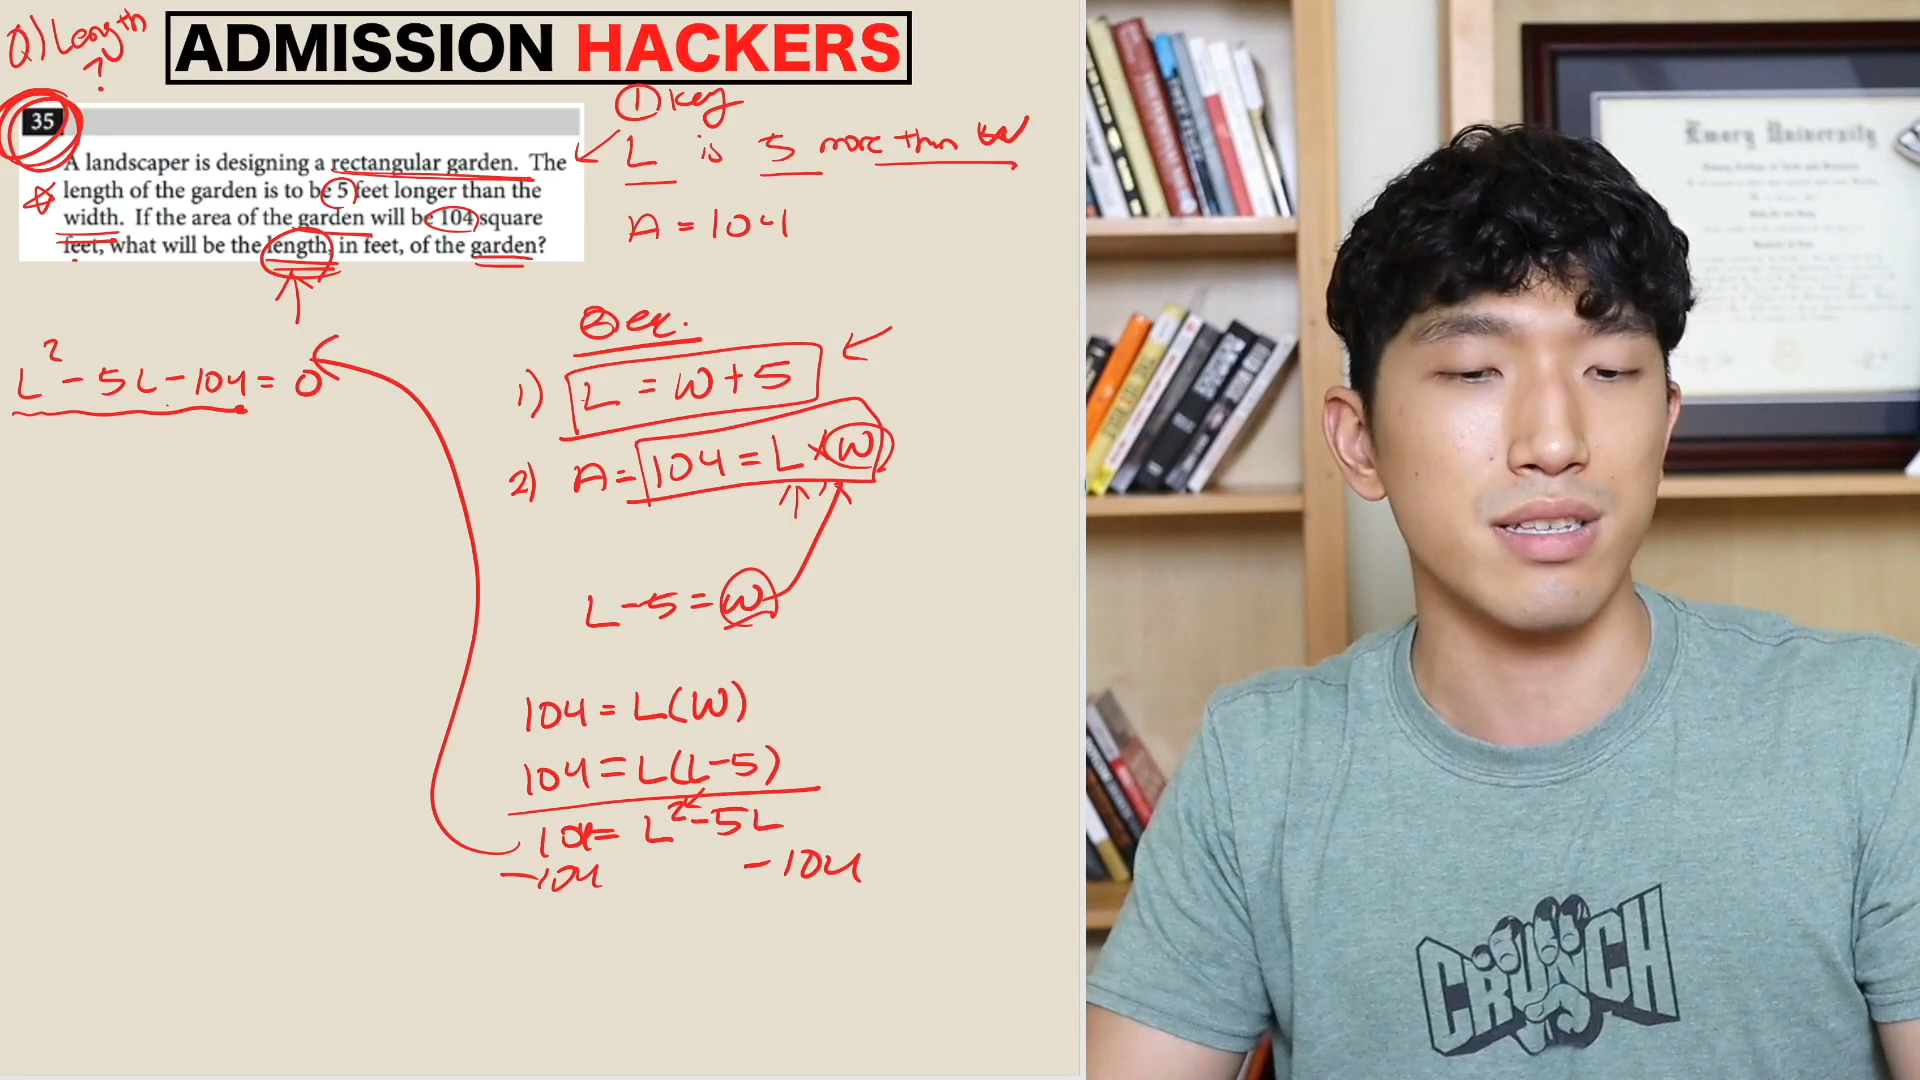 Q) Length
?
ADMISSION HACKERS
35
A landscaper is designing a rectangular garden. The
length of the garden is to be 5 feet longer than the
width. If the area of the garden will be 104 square
feet, what will be the length, in feet, of the garden?
① key
L is 5 more than W
A = 104
② eq.
1) L = W + 5
2) A = 104 = L × W
L - 5 = W
104 = L(W)
104 = L(L-5)
104 = L² - 5L
-104 -104
L² - 5L - 104 = 0
Emory University
CRUNCH